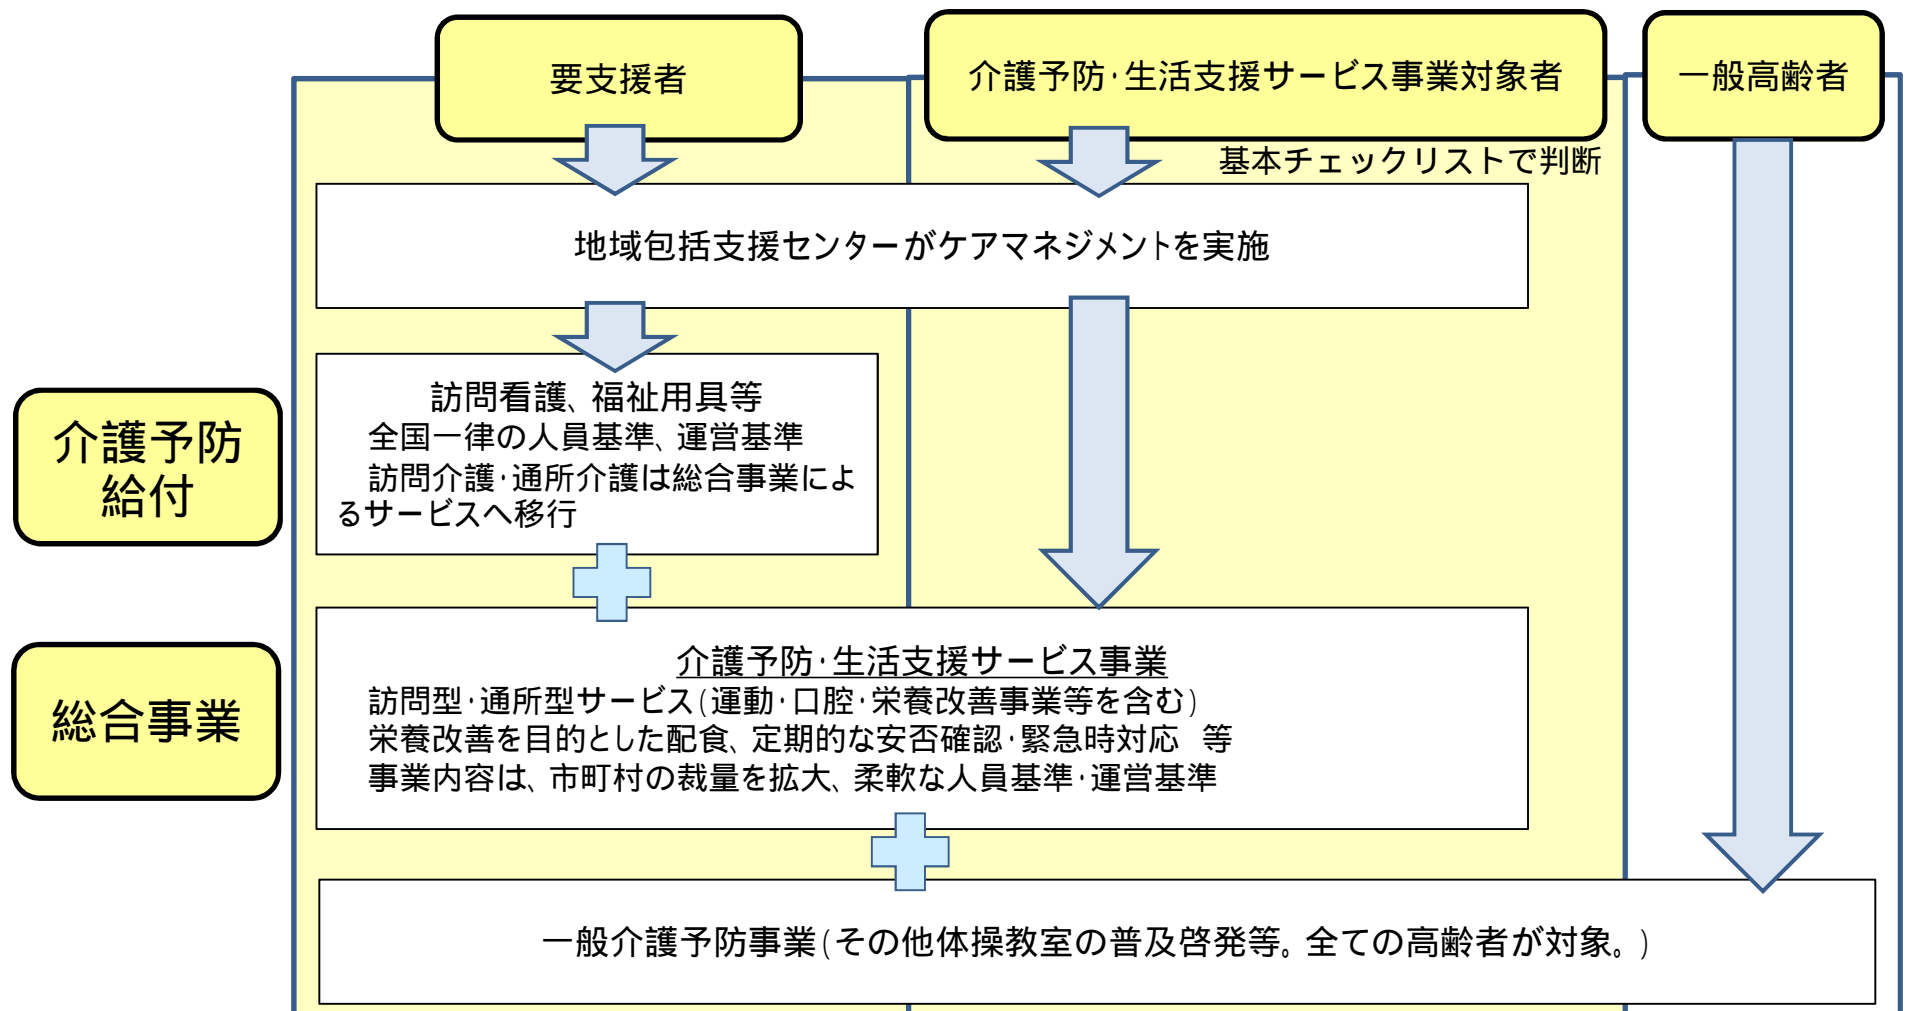 要支援者
介護予防・生活支援サービス事業対象者
一般高齢者
基本チェックリストで判断
地域包括支援センターがケアマネジメントを実施
介護予防
給付
訪問看護、福祉用具等
全国一律の人員基準、運営基準
訪問介護・通所介護は総合事業によ
るサービスへ移行
総合事業
介護予防・生活支援サービス事業
訪問型・通所型サービス(運動・口腔・栄養改善事業等を含む)
栄養改善を目的とした配食、定期的な安否確認・緊急時対応 等
事業内容は、市町村の裁量を拡大、柔軟な人員基準・運営基準
一般介護予防事業(その他体操教室の普及啓発等。全ての高齢者が対象。)